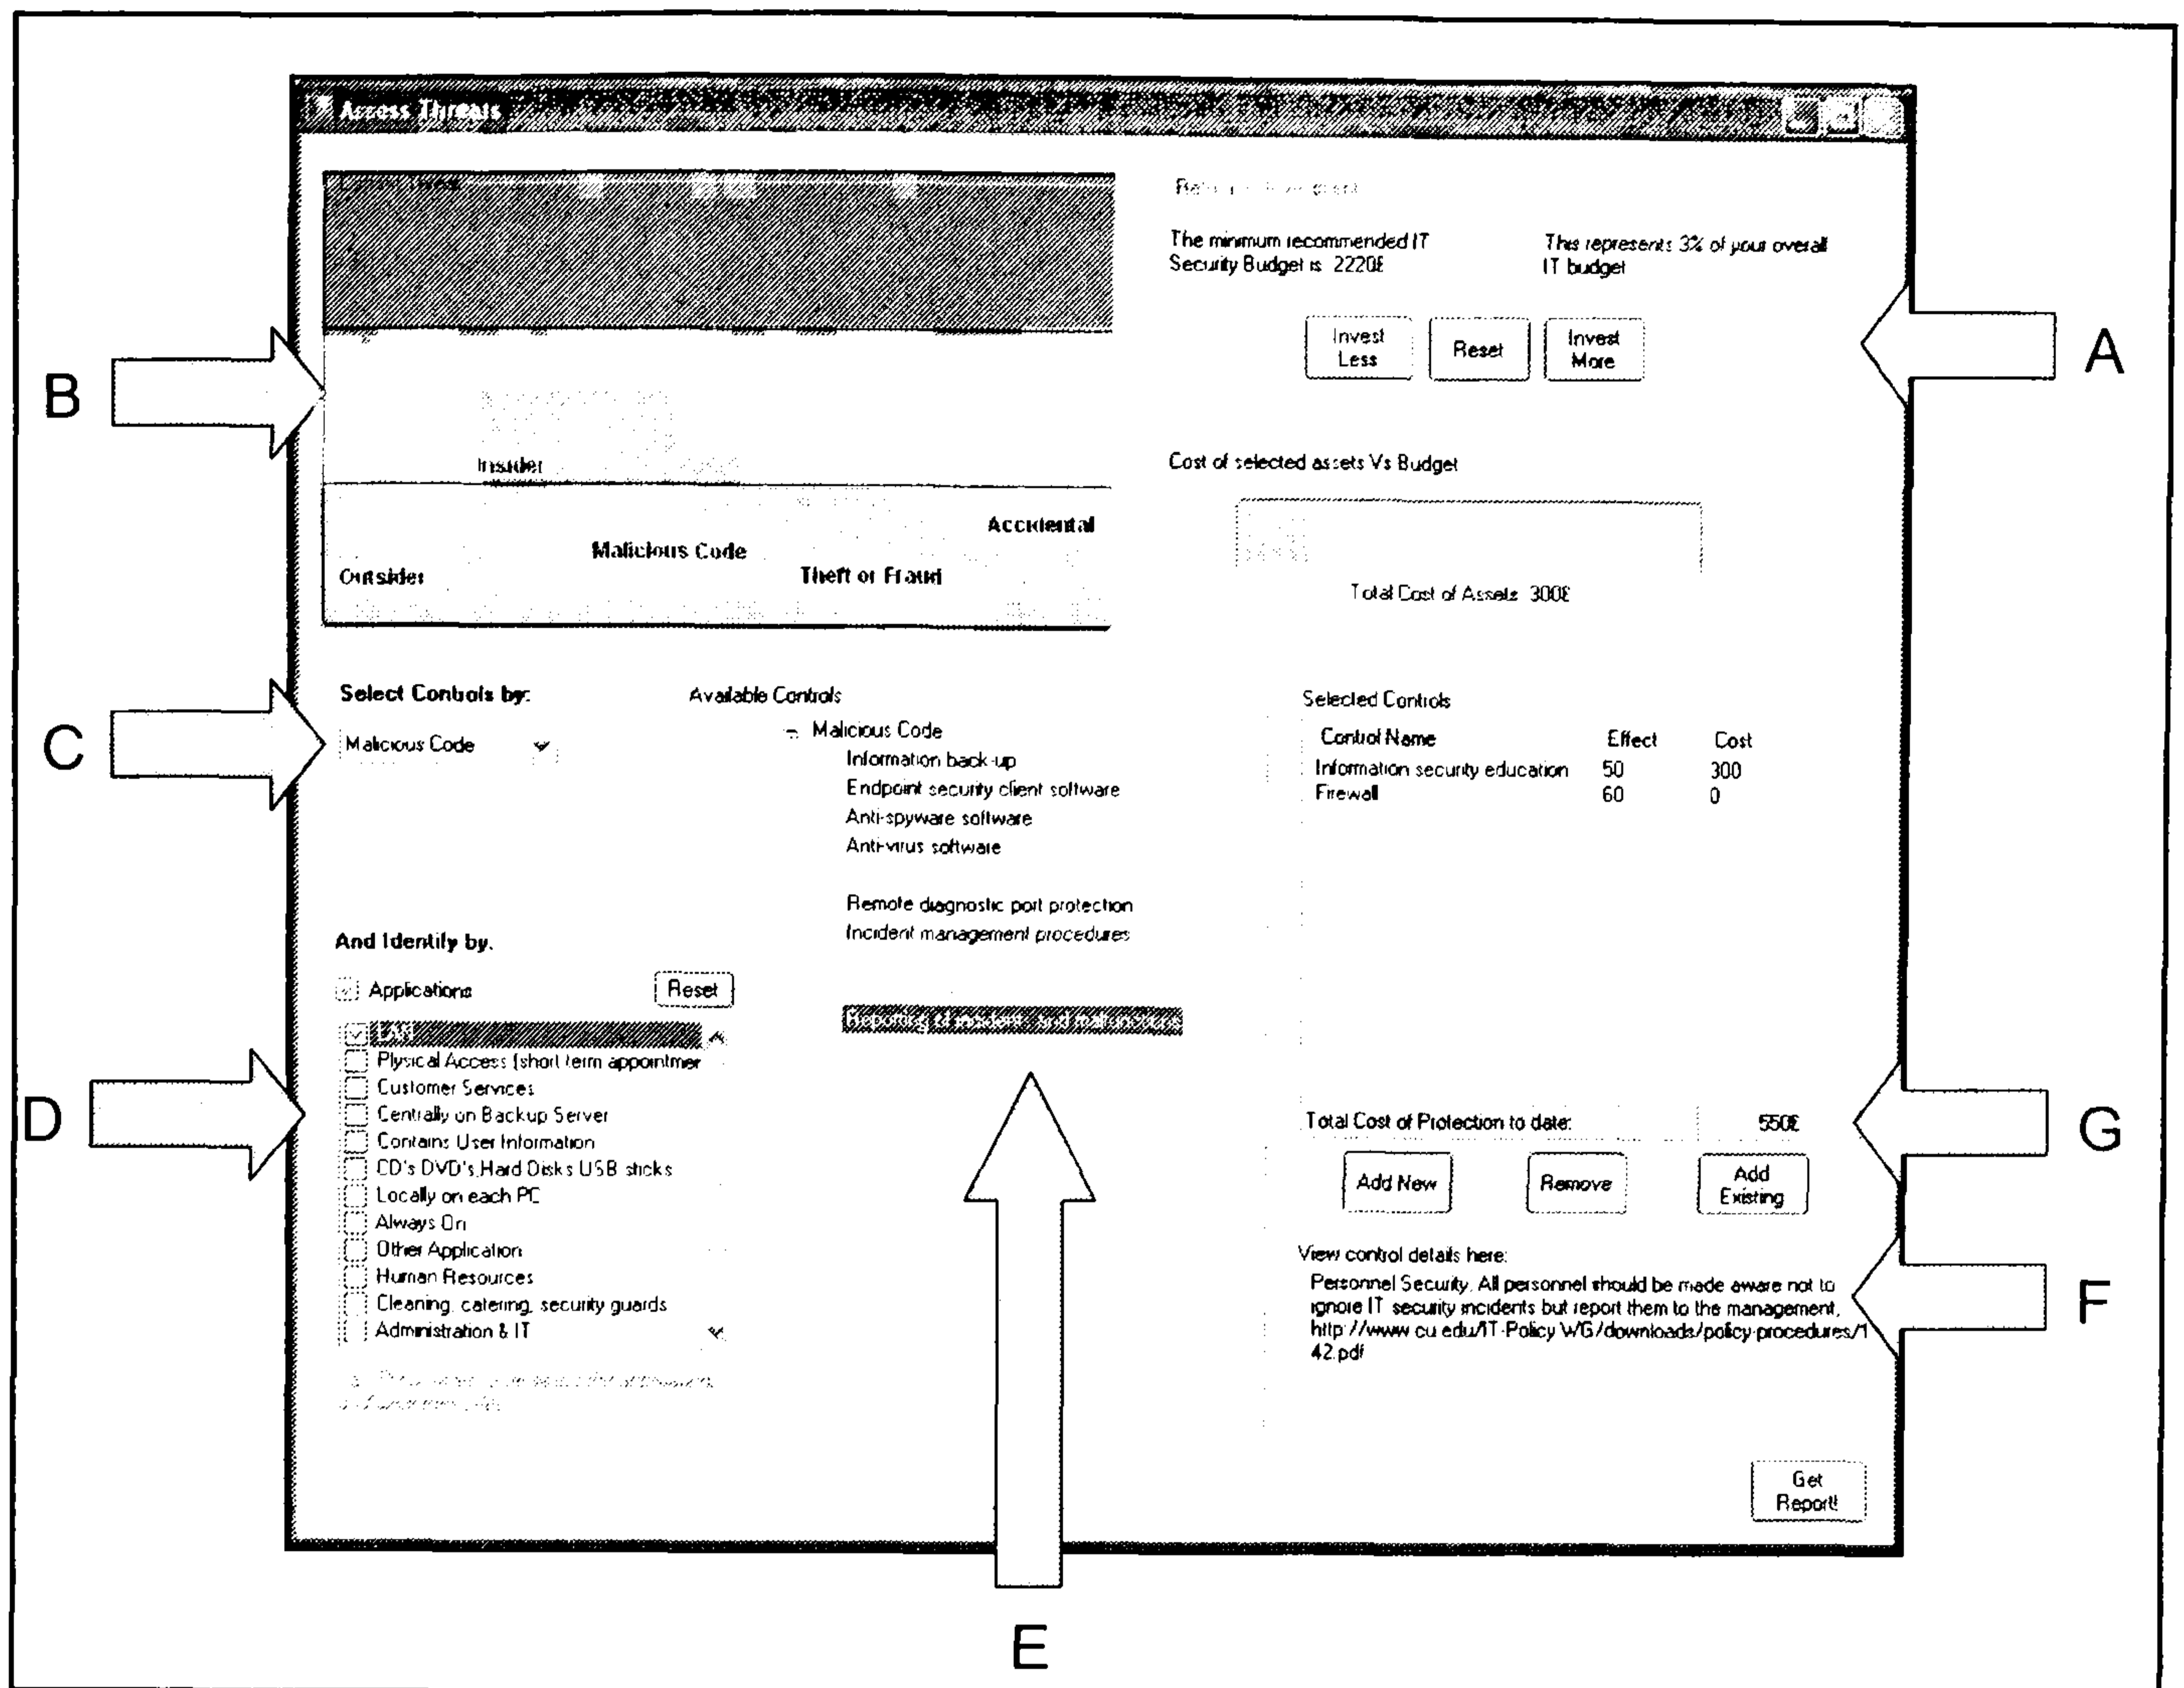 Access Threats
The minimum recommended IT
Security Budget is 2220£
This represents 3% of your overall
IT budget
Invest
Less
Reset
Invest
More
A
B
Insider
Cost of selected assets Vs Budget
Accidental
Malicious Code
Outsider
Theft or Fraud
Total Cost of Assets 300£
Select Controls by:
Malicious Code
C
Available Controls
Malicious Code
Information back-up
Endpoint security client software
Anti-spyware software
Anti-virus software
Remote diagnostic port protection
Incident management procedures
Reporting of incidents and malfunctions
Selected Controls
Control Name Effect Cost
Information security education 50 300
Firewall 60 0
And Identify by:
Applications
Reset
LAN
Plysical Access (short term appointmer
Customer Services
Centrally on Backup Server
Contains User Information
CD's DVD's, Hard Disks USB sticks
Locally on each PC
Always On
Other Application
Human Resources
Cleaning, catering, security guards
Administration & IT
D
Total Cost of Protection to date: 550£
G
Add New
Remove
Add
Existing
View control details here:
Personnel Security. All personnel should be made aware not to
ignore IT security incidents but report them to the management,
http://www.cu.edu/IT-Policy WG/downloads/policy-procedures/1
42.pdf
F
Get
Report!
E